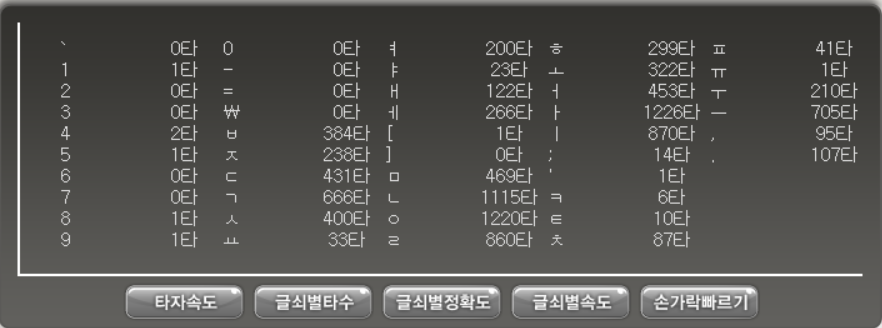 ` 0타 0 0타 ㅕ 200타 ㅎ 299타 ㅍ 41타
1 1타 - 0타 ㅑ 23타 ㅗ 322타 ㅠ 1타
2 0타 = 0타 ㅐ 122타 ㅓ 453타 ㅜ 210타
3 0타 ₩ 0타 ㅔ 266타 ㅏ 1226타 ㅡ 705타
4 2타 ㅂ 384타 [ 1타 ㅣ 870타 , 95타
5 1타 ㅈ 238타 ] 0타 ; 14타 . 107타
6 0타 ㄷ 431타 ㅁ 469타 ' 1타
7 0타 ㄱ 666타 ㄴ 1115타 ㅋ 6타
8 1타 ㅅ 400타 ㅇ 1220타 ㅌ 10타
9 1타 ㅛ 33타 ㄹ 860타 ㅊ 87타
타자속도 글쇠별타수 글쇠별정확도 글쇠별속도 손가락빠르기